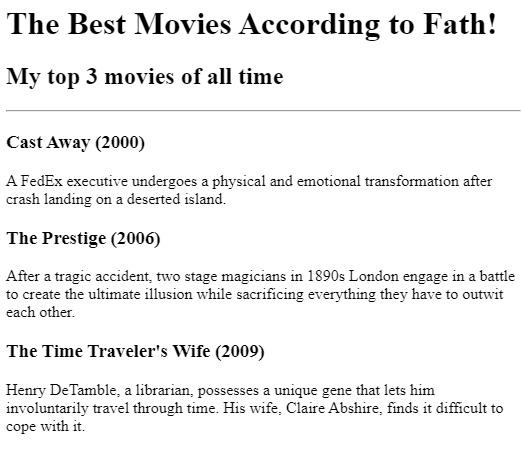 The Best Movies According to Fath!
My top 3 movies of all time
Cast Away (2000)
A FedEx executive undergoes a physical and emotional transformation after
crash landing on a deserted island.
The Prestige (2006)
After a tragic accident, two stage magicians in 1890s London engage in a battle
to create the ultimate illusion while sacrificing everything they have to outwit
each other.
The Time Traveler's Wife (2009)
Henry DeTamble, a librarian, possesses a unique gene that lets him
involuntarily travel through time. His wife, Claire Abshire, finds it difficult to
cope with it.